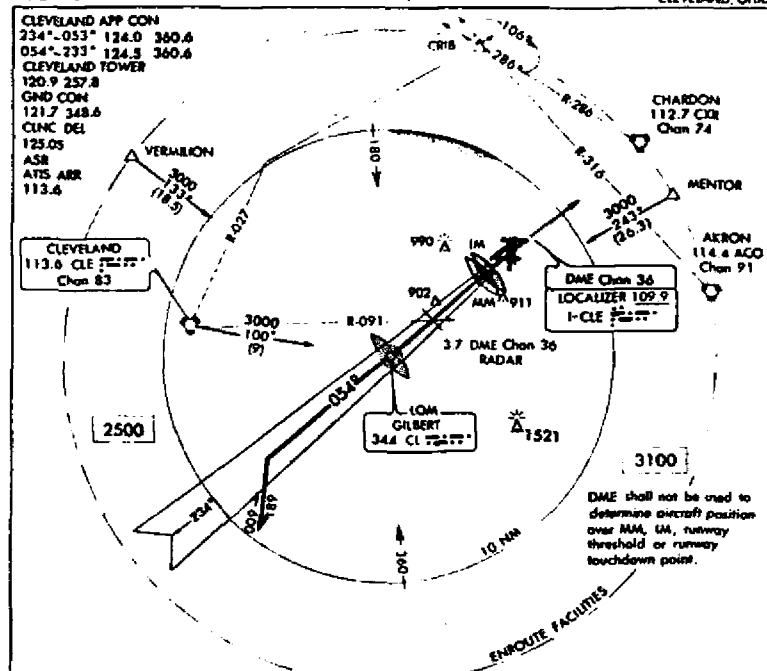 CLEVELAND, OHIO
CLEVELAND APP CON
234°-053° 124.0 360.6
054°-233° 124.5 360.6
CLEVELAND TOWER
120.9 257.8
GND CON
121.7 348.6
CLNC DEL
125.05
ASR
ATIS ARR
113.6
CRIB
106°
286°
R-286
R-316
CHARDON
112.7 CXR
Chan 74
VERMILION
3000
133°
(18.5)
180
R-027
MENTOR
3000
243°
(26.3)
AKRON
114.4 ACO
Chan 91
CLEVELAND
113.6 CLE
Chan 83
990
IM
902
MM
911
DME Chan 36
LOCALIZER 109.9
I-CLE
3000
100°
(9)
R-091
3.7 DME Chan 36
RADAR
054°
LOM
GILBERT
344 CL
1521
2500
3100
234°
009
189
360
10 NM
DME shall not be used to
determine aircraft position
over MM, IM, runway
threshold or runway
touchdown point.
ENROUTE FACILITIES